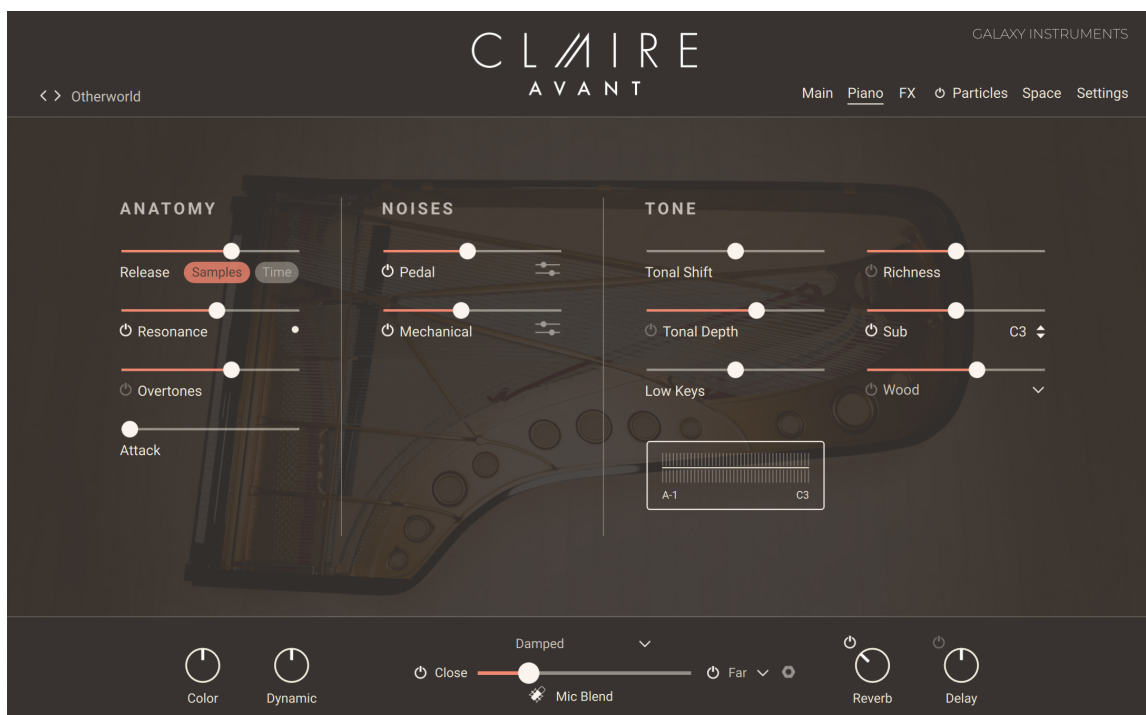 CLAIRE
AVANT
GALAXY INSTRUMENTS
< > Otherworld
Main Piano FX Particles Space Settings
ANATOMY
Release Samples Time
Resonance
Overtones
Attack
NOISES
Pedal
Mechanical
TONE
Tonal Shift
Richness
Tonal Depth
Sub C3
Low Keys
Wood
A-1 C3
Color
Dynamic
Damped
Close
Far
Mic Blend
Reverb
Delay